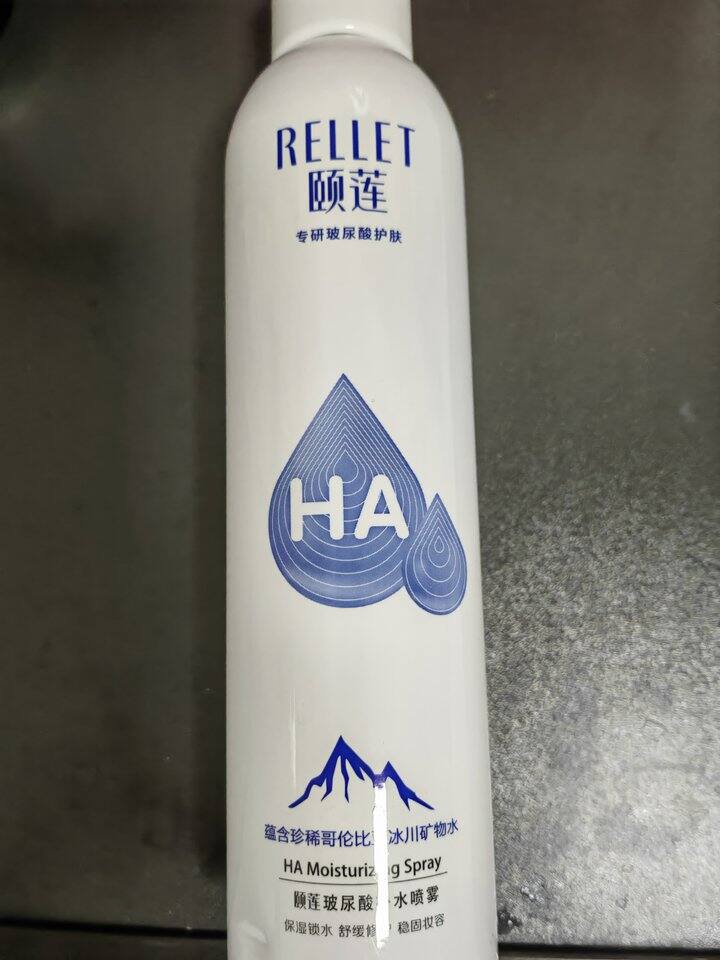 RELLET
颐莲
专研玻尿酸护肤
HA
蕴含珍稀哥伦比亚冰川矿物水
HA Moisturizing Spray
颐莲玻尿酸补水喷雾
保湿锁水 舒缓修护 稳固妆容